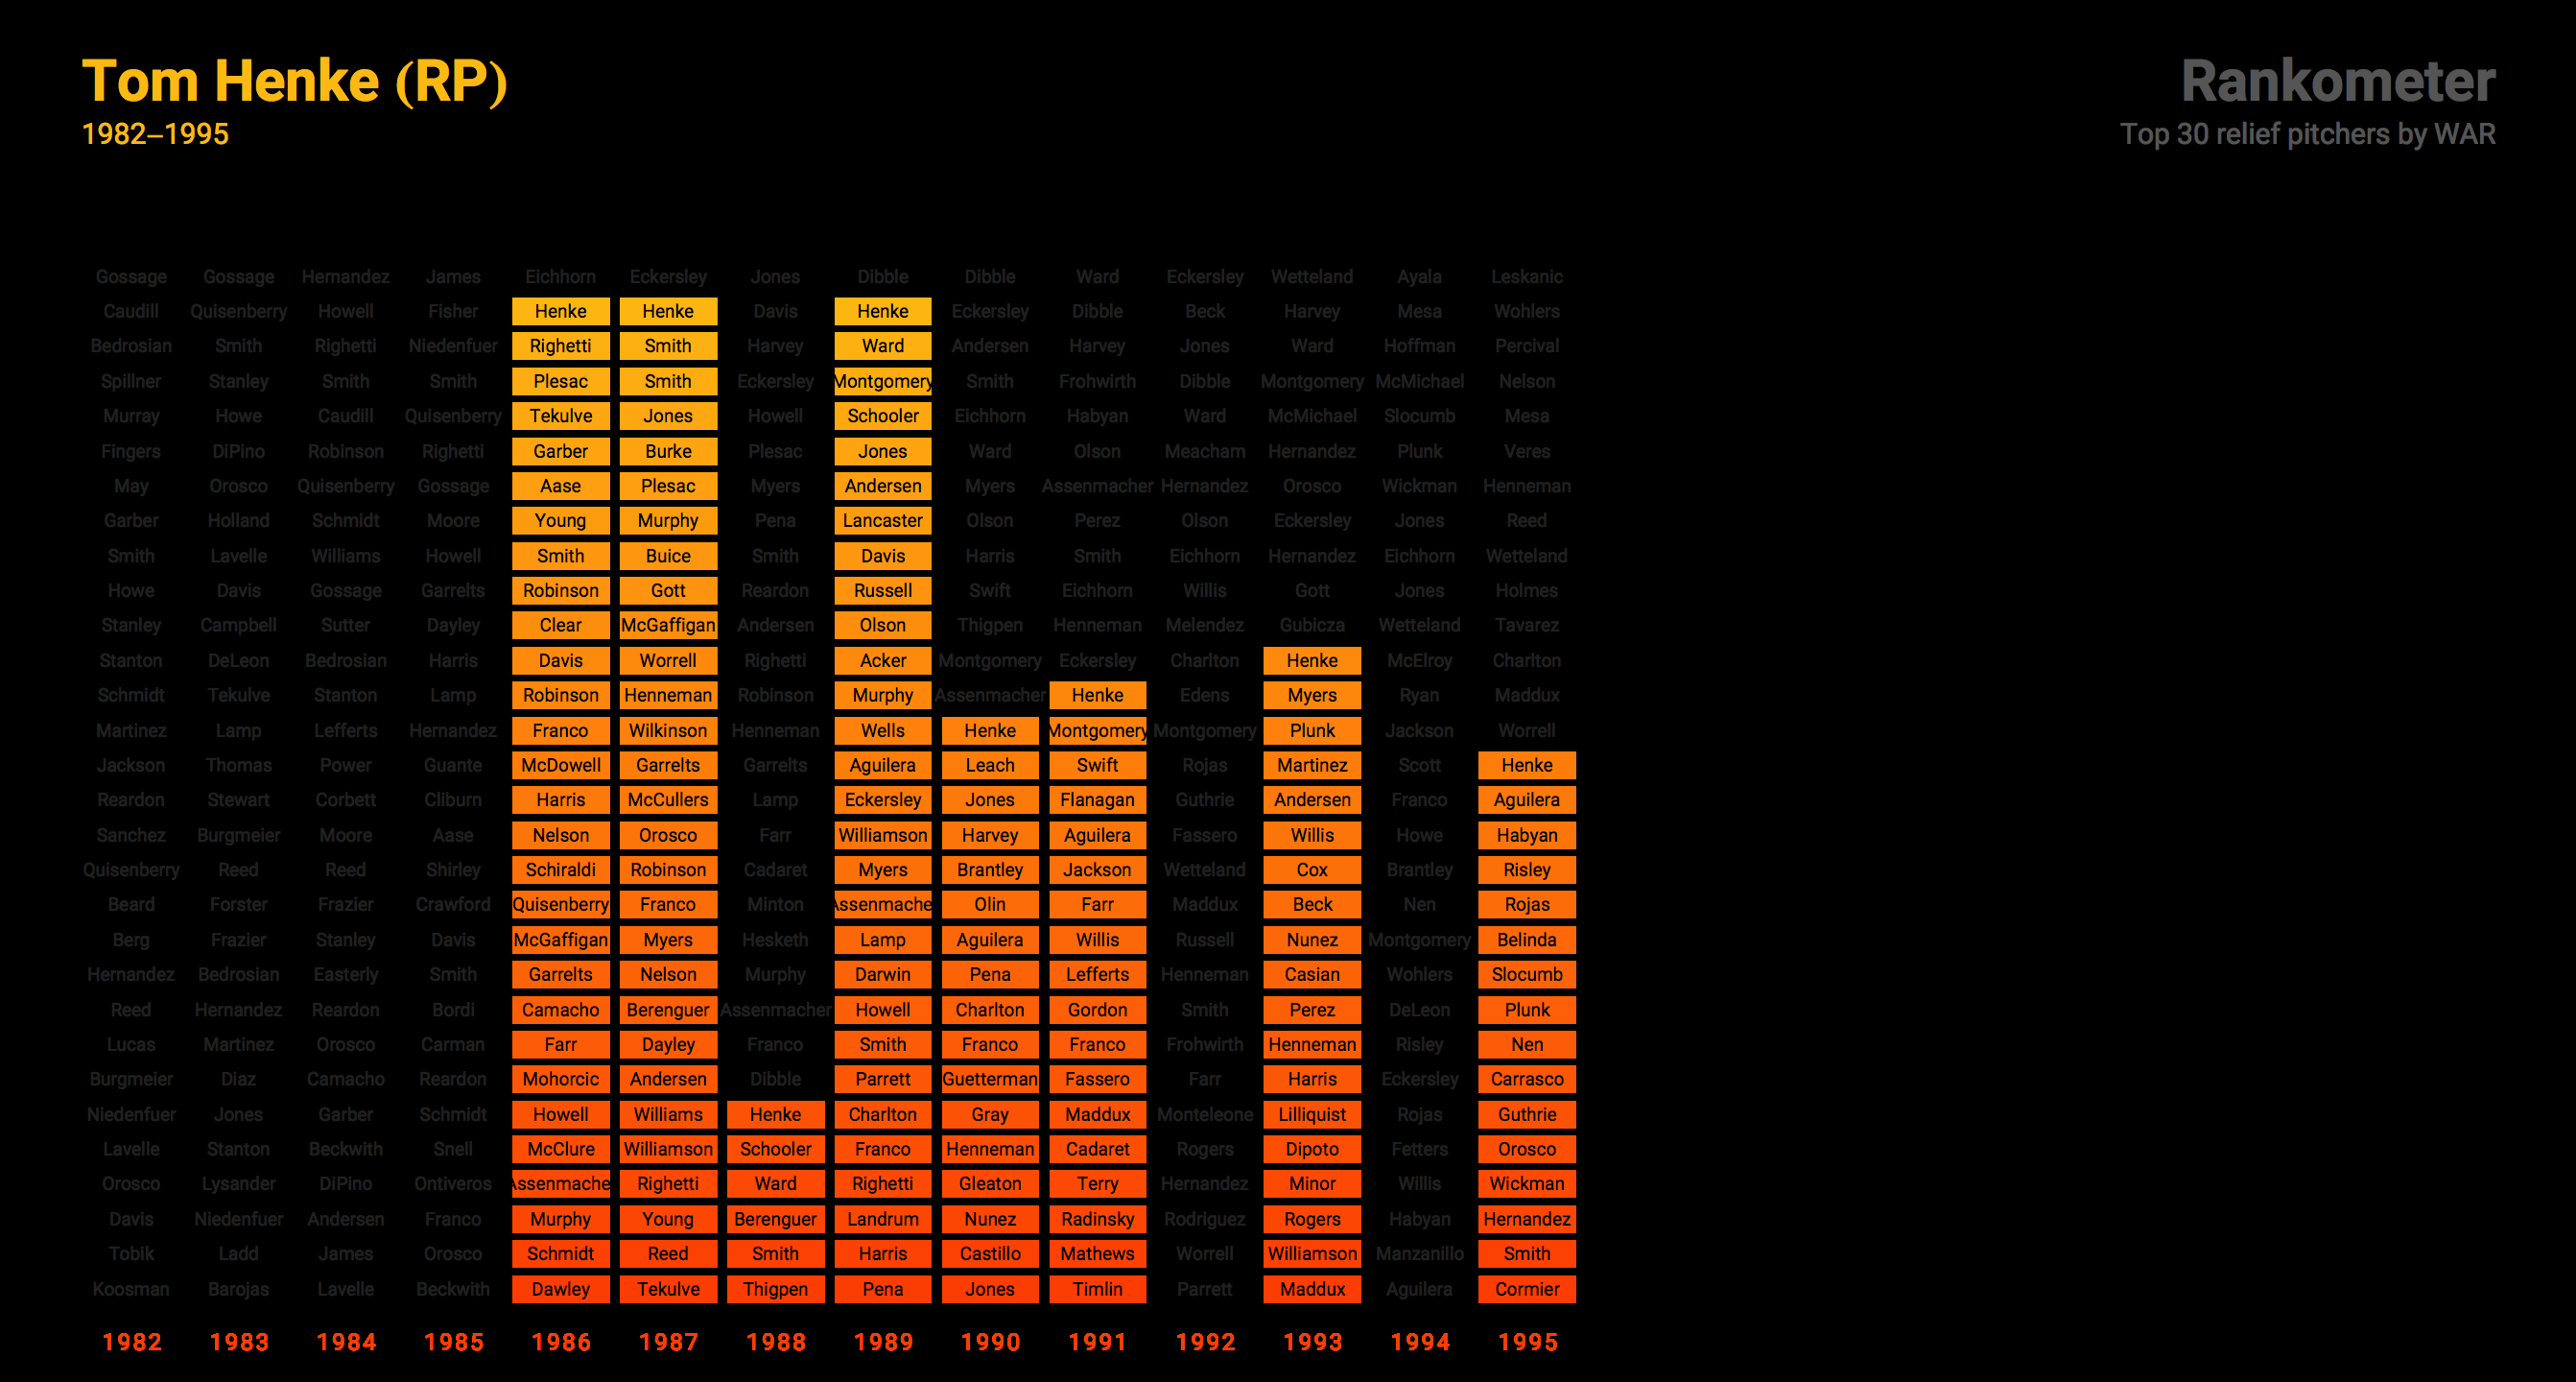 Tom Henke (RP)
1982–1995
Rankometer
Top 30 relief pitchers by WAR
Gossage Gossage Hernandez James Eichhorn Eckersley Jones Dibble Dibble Ward Eckersley Wetteland Ayala Leskanic
Caudill Quisenberry Howell Fisher Henke Henke Davis Henke Eckersley Dibble Beck Harvey Mesa Wohlers
Bedrosian Smith Righetti Niedenfuer Righetti Smith Harvey Ward Andersen Harvey Jones Ward Hoffman Percival
Spillner Stanley Smith Smith Plesac Smith Eckersley Montgomery Smith Frohwirth Dibble Montgomery McMichael Nelson
Murray Howe Caudill Quisenberry Tekulve Jones Howell Schooler Eichhorn Habyan Ward McMichael Slocumb Mesa
Fingers DiPino Robinson Righetti Garber Burke Plesac Jones Ward Olson Meacham Hernandez Plunk Veres
May Orosco Quisenberry Gossage Aase Plesac Myers Andersen Myers Assenmacher Hernandez Orosco Wickman Henneman
Garber Holland Schmidt Moore Young Murphy Pena Lancaster Olson Perez Olson Eckersley Jones Reed
Smith Lavelle Williams Howell Smith Buice Smith Davis Harris Smith Eichhorn Hernandez Eichhorn Wetteland
Howe Davis Gossage Garrelts Robinson Gott Reardon Russell Swift Eichhorn Willis Gott Jones Holmes
Stanley Campbell Sutter Dayley Clear McGaffigan Andersen Olson Thigpen Henneman Melendez Gubicza Wetteland Tavarez
Stanton DeLeon Bedrosian Harris Davis Worrell Righetti Acker Montgomery Eckersley Charlton Henke McElroy Charlton
Schmidt Tekulve Stanton Lamp Robinson Henneman Robinson Murphy Assenmacher Henke Edens Myers Ryan Maddux
Martinez Lamp Lefferts Hernandez Franco Wilkinson Henneman Wells Henke Montgomery Montgomery Plunk Jackson Worrell
Jackson Thomas Power Guante McDowell Garrelts Garrelts Aguilera Leach Swift Rojas Martinez Scott Henke
Reardon Stewart Corbett Cliburn Harris McCullers Lamp Eckersley Jones Flanagan Guthrie Andersen Franco Aguilera
Sanchez Burgmeier Moore Aase Nelson Orosco Farr Williamson Harvey Aguilera Fassero Willis Howe Habyan
Quisenberry Reed Reed Shirley Schiraldi Robinson Cadaret Myers Brantley Jackson Wetteland Cox Brantley Risley
Beard Forster Frazier Crawford Quisenberry Franco Minton Assenmache Olin Farr Maddux Beck Nen Rojas
Berg Frazier Stanley Davis McGaffigan Myers Hesketh Lamp Aguilera Willis Russell Nunez Montgomery Belinda
Hernandez Bedrosian Easterly Smith Garrelts Nelson Murphy Darwin Pena Lefferts Henneman Casian Wohlers Slocumb
Reed Hernandez Reardon Bordi Camacho Berenguer Assenmacher Howell Charlton Gordon Smith Perez DeLeon Plunk
Lucas Martinez Orosco Carman Farr Dayley Franco Smith Franco Franco Frohwirth Henneman Risley Nen
Burgmeier Diaz Camacho Reardon Mohorcic Andersen Dibble Parrett Guetterman Fassero Farr Harris Eckersley Carrasco
Niedenfuer Jones Garber Schmidt Howell Williams Henke Charlton Gray Maddux Monteleone Lilliquist Rojas Guthrie
Lavelle Stanton Beckwith Snell McClure Williamson Schooler Franco Henneman Cadaret Rogers Dipoto Fetters Orosco
Orosco Lysander DiPino Ontiveros Assenmache Righetti Ward Righetti Gleaton Terry Hernandez Minor Willis Wickman
Davis Niedenfuer Andersen Franco Murphy Young Berenguer Landrum Nunez Radinsky Rodriguez Rogers Habyan Hernandez
Tobik Ladd James Orosco Schmidt Reed Smith Harris Castillo Mathews Worrell Williamson Manzanillo Smith
Koosman Barojas Lavelle Beckwith Dawley Tekulve Thigpen Pena Jones Timlin Parrett Maddux Aguilera Cormier
1982 1983 1984 1985 1986 1987 1988 1989 1990 1991 1992 1993 1994 1995